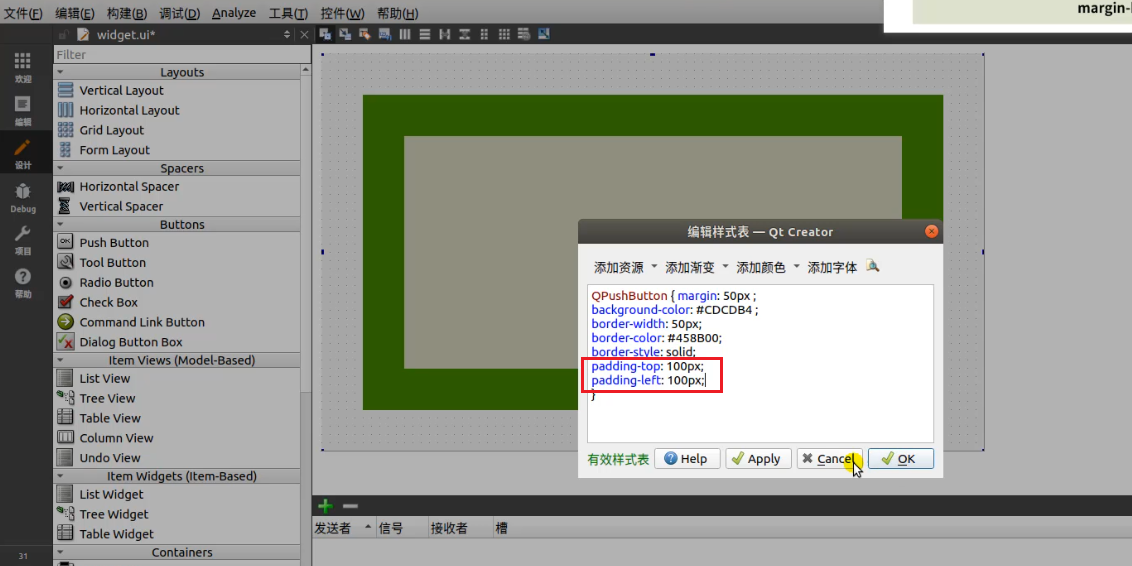 文件(F) 编辑(E) 构建(B) 调试(D) Analyze 工具(T) 控件(W) 帮助(H)
margin-
widget.ui*
Filter
欢迎
编辑
设计
Debug
项目
帮助
31
Layouts
Vertical Layout
Horizontal Layout
Grid Layout
Form Layout
Spacers
Horizontal Spacer
Vertical Spacer
Buttons
Push Button
Tool Button
Radio Button
Check Box
Command Link Button
Dialog Button Box
Item Views (Model-Based)
List View
Tree View
Table View
Column View
Undo View
Item Widgets (Item-Based)
List Widget
Tree Widget
Table Widget
Containers
编辑样式表 — Qt Creator
添加资源 添加渐变 添加颜色 添加字体
QPushButton { margin: 50px ;
background-color: #CDCDB4 ;
border-width: 50px;
border-color: #458B00;
border-style: solid;
padding-top: 100px;
padding-left: 100px;
}
有效样式表 Help Apply Cancel OK
发送者 信号 接收者 槽